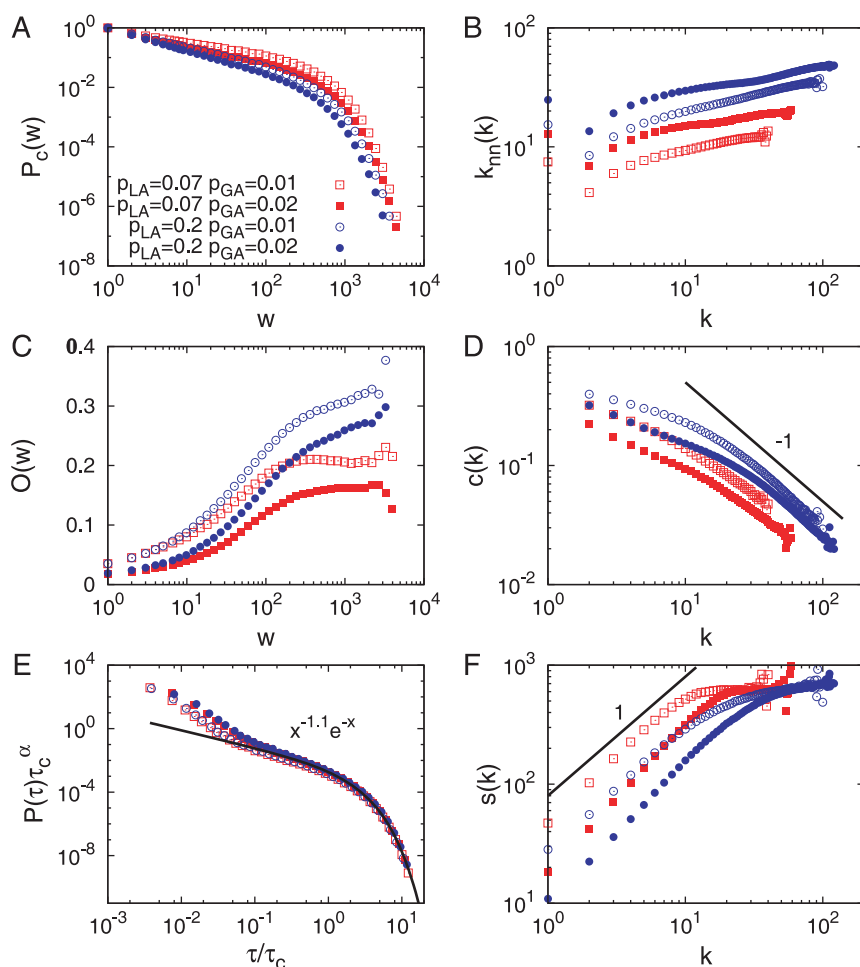 A
10^0
10^-2
10^-4
10^-6
10^-8
P_c(w)
p_LA=0.07 p_GA=0.01
p_LA=0.07 p_GA=0.02
p_LA=0.2 p_GA=0.01
p_LA=0.2 p_GA=0.02
10^0 10^1 10^2 10^3 10^4
w
B
10^2
10^1
10^0
k_nn(k)
10^0 10^1 10^2
k
C
0.4
0.3
0.2
0.1
0
O(w)
10^0 10^1 10^2 10^3 10^4
w
D
10^0
10^-1
10^-2
c(k)
-1
10^0 10^1 10^2
k
E
10^4
10^0
10^-4
10^-8
P(τ)τ_c^α
x^-1.1e^-x
10^-3 10^-2 10^-1 10^0 10^1
τ/τ_c
F
10^3
10^2
10^1
s(k)
1
10^0 10^1 10^2
k